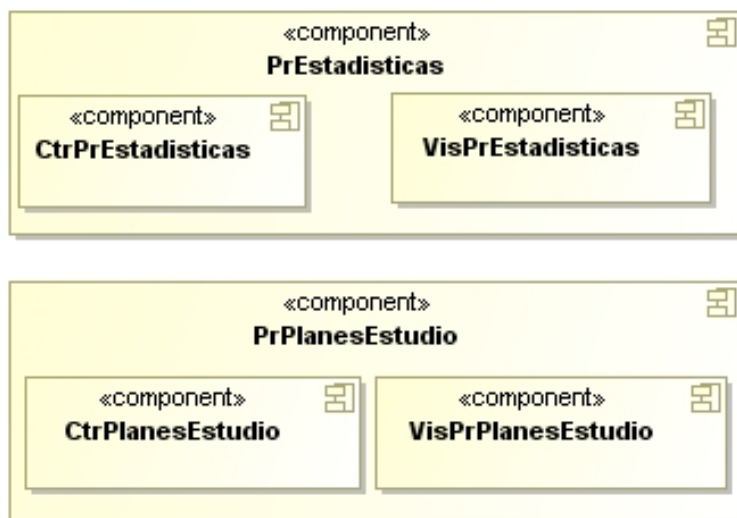 «component»
PrEstadisticas
«component»
CtrPrEstadisticas
«component»
VisPrEstadisticas
«component»
PrPlanesEstudio
«component»
CtrPlanesEstudio
«component»
VisPrPlanesEstudio